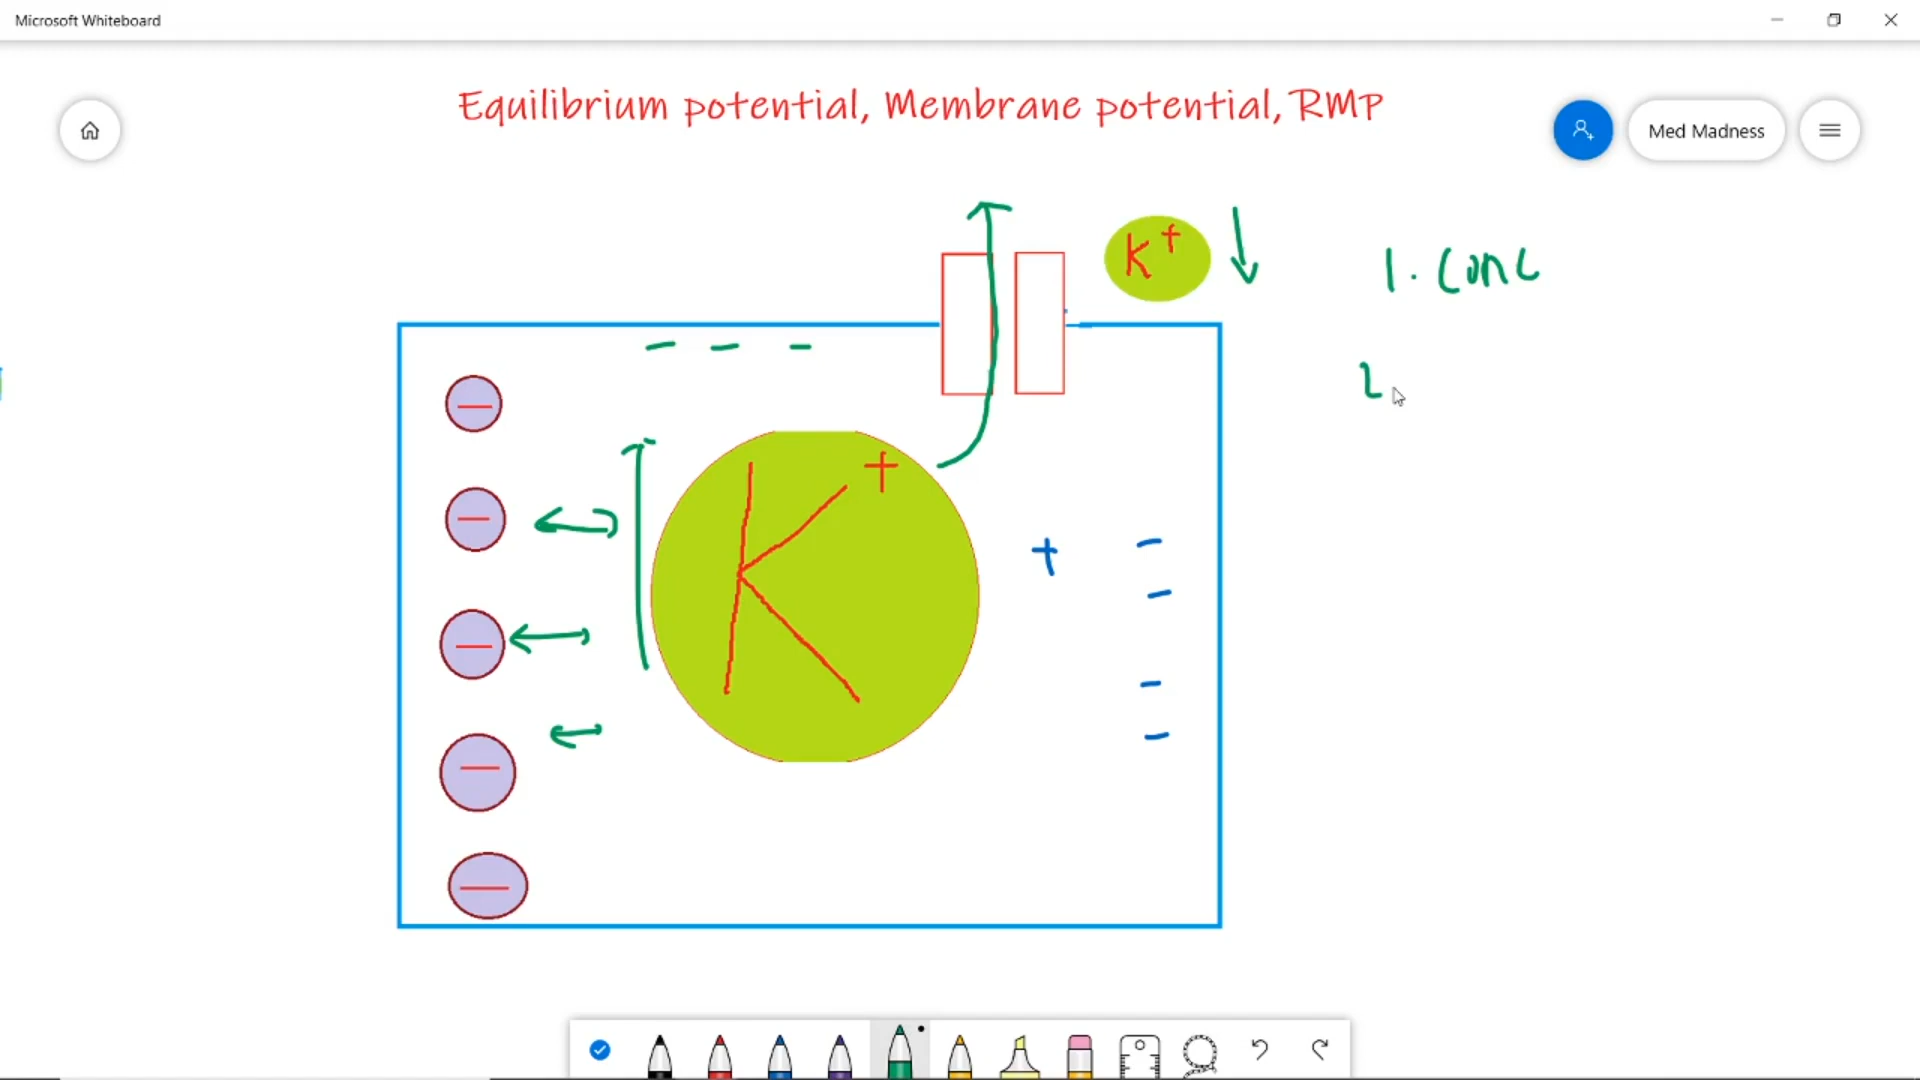 Microsoft Whiteboard
Equilibrium potential, Membrane potential, RMP
Med Madness
K+
1. Conc
2
- - -
K+
+